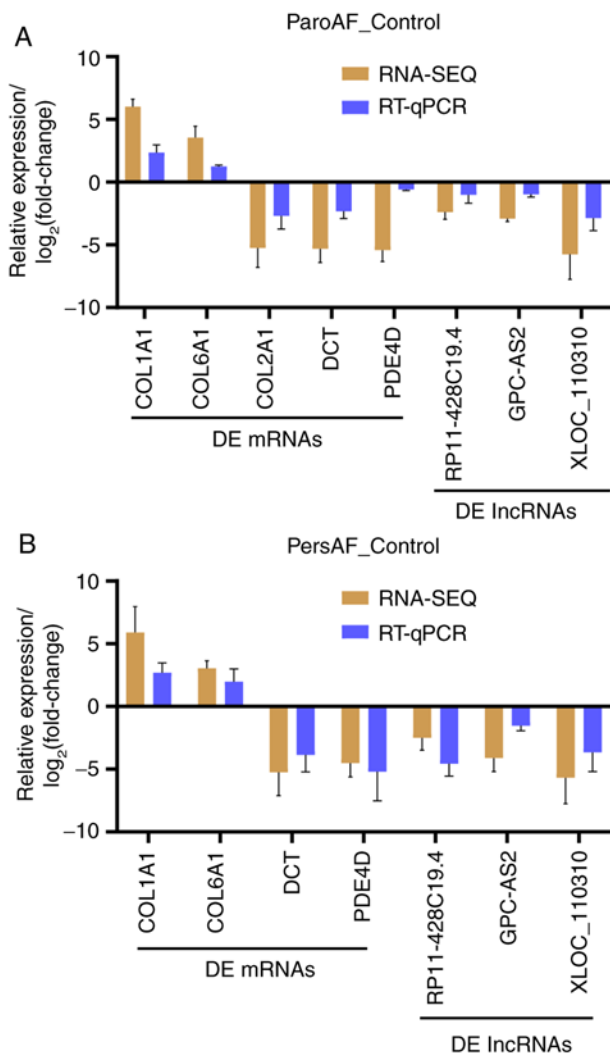 A
ParoAF_Control
Relative expression/
log2(fold-change)
10
5
0
−5
−10
RNA-SEQ
RT-qPCR
COL1A1
COL6A1
COL2A1
DCT
PDE4D
RP11-428C19.4
GPC-AS2
XLOC_110310
DE mRNAs
DE lncRNAs
B
PersAF_Control
Relative expression/
log2(fold-change)
10
5
0
−5
−10
RNA-SEQ
RT-qPCR
COL1A1
COL6A1
DCT
PDE4D
RP11-428C19.4
GPC-AS2
XLOC_110310
DE mRNAs
DE lncRNAs